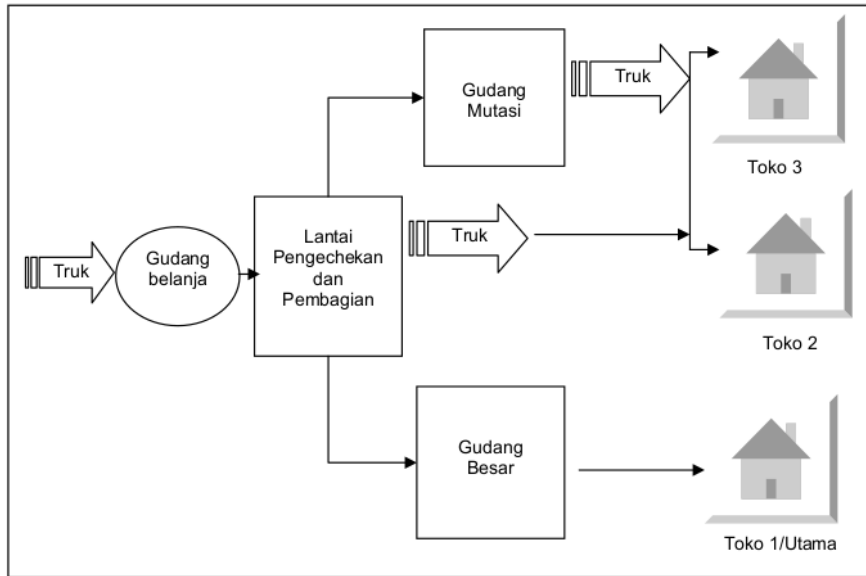 Gudang
Mutasi
Truk
Toko 3
Truk
Gudang
belanja
Lantai
Pengechekan
dan
Pembagian
Truk
Toko 2
Gudang
Besar
Toko 1/Utama